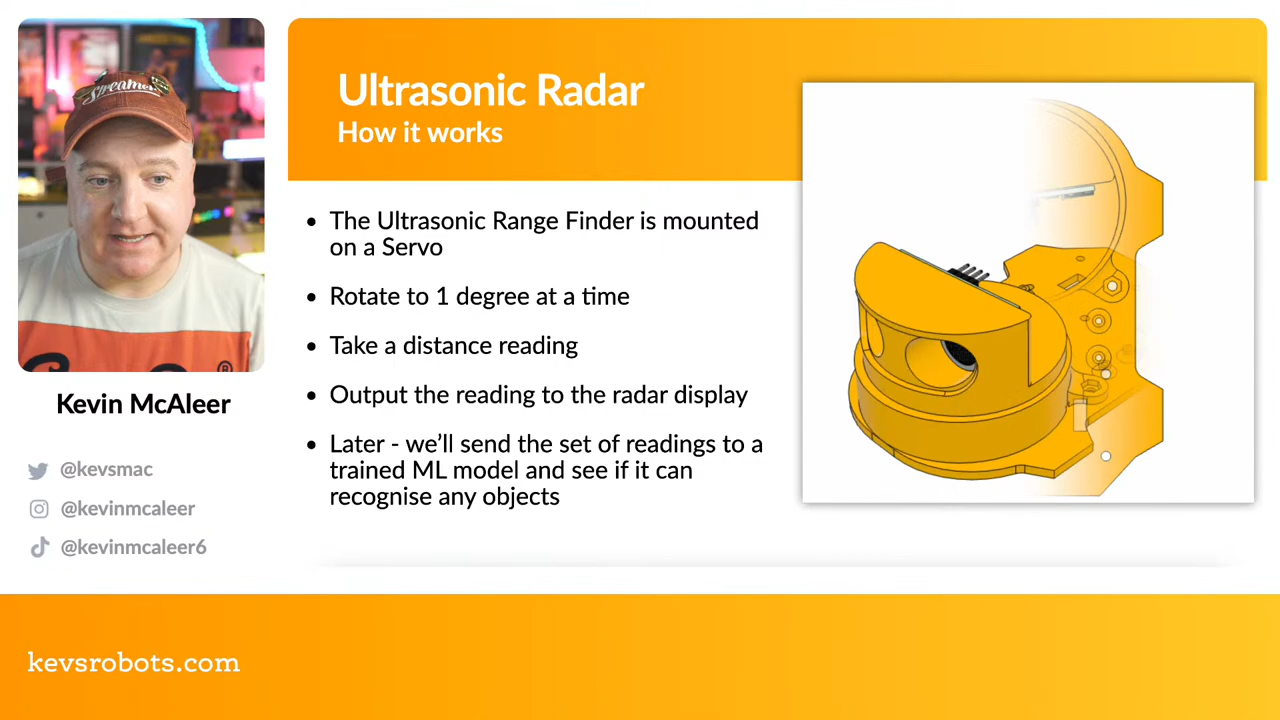 Streamer
®
Kevin McAleer
@kevsmac
@kevinmcaleer
@kevinmcaleer6
Ultrasonic Radar
How it works
• The Ultrasonic Range Finder is mounted
on a Servo
• Rotate to 1 degree at a time
• Take a distance reading
• Output the reading to the radar display
• Later - we’ll send the set of readings to a
trained ML model and see if it can
recognise any objects
kevsrobots.com